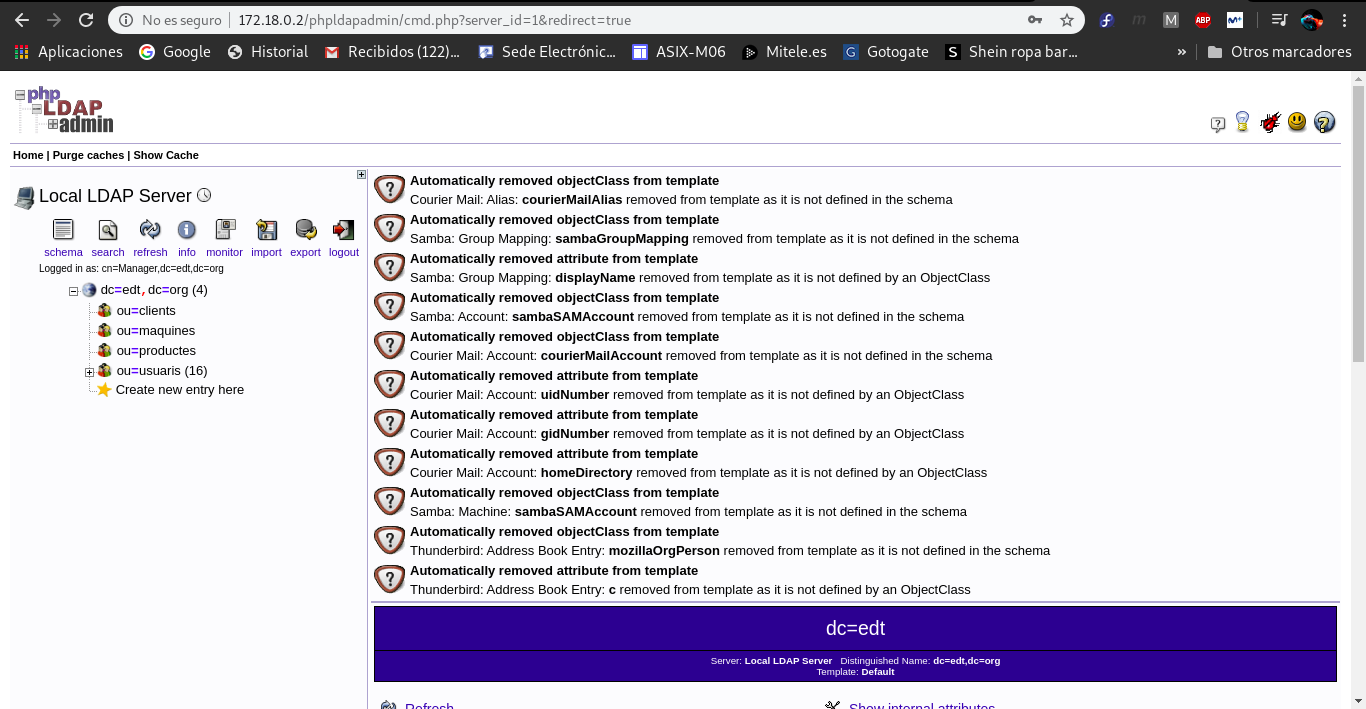 No es seguro | 172.18.0.2/phpldapadmin/cmd.php?server_id=1&redirect=true
m M ABP M+
Aplicaciones Google Historial Recibidos (122)... Sede Electrónic... ASIX-M06 Mitele.es Gotogate Shein ropa bar... » Otros marcadores
php
LDAP
admin
Home | Purge caches | Show Cache
Local LDAP Server
schema search refresh info monitor import export logout
Logged in as: cn=Manager,dc=edt,dc=org
dc=edt,dc=org (4)
ou=clients
ou=maquines
ou=productes
ou=usuaris (16)
Create new entry here
Automatically removed objectClass from template
Courier Mail: Alias: courierMailAlias removed from template as it is not defined in the schema
Automatically removed objectClass from template
Samba: Group Mapping: sambaGroupMapping removed from template as it is not defined in the schema
Automatically removed attribute from template
Samba: Group Mapping: displayName removed from template as it is not defined by an ObjectClass
Automatically removed objectClass from template
Samba: Account: sambaSAMAccount removed from template as it is not defined in the schema
Automatically removed objectClass from template
Courier Mail: Account: courierMailAccount removed from template as it is not defined in the schema
Automatically removed attribute from template
Courier Mail: Account: uidNumber removed from template as it is not defined by an ObjectClass
Automatically removed attribute from template
Courier Mail: Account: gidNumber removed from template as it is not defined by an ObjectClass
Automatically removed attribute from template
Courier Mail: Account: homeDirectory removed from template as it is not defined by an ObjectClass
Automatically removed objectClass from template
Samba: Machine: sambaSAMAccount removed from template as it is not defined in the schema
Automatically removed objectClass from template
Thunderbird: Address Book Entry: mozillaOrgPerson removed from template as it is not defined in the schema
Automatically removed attribute from template
Thunderbird: Address Book Entry: c removed from template as it is not defined by an ObjectClass
dc=edt
Server: Local LDAP Server Distinguished Name: dc=edt,dc=org
Template: Default
Refresh Show internal attributes